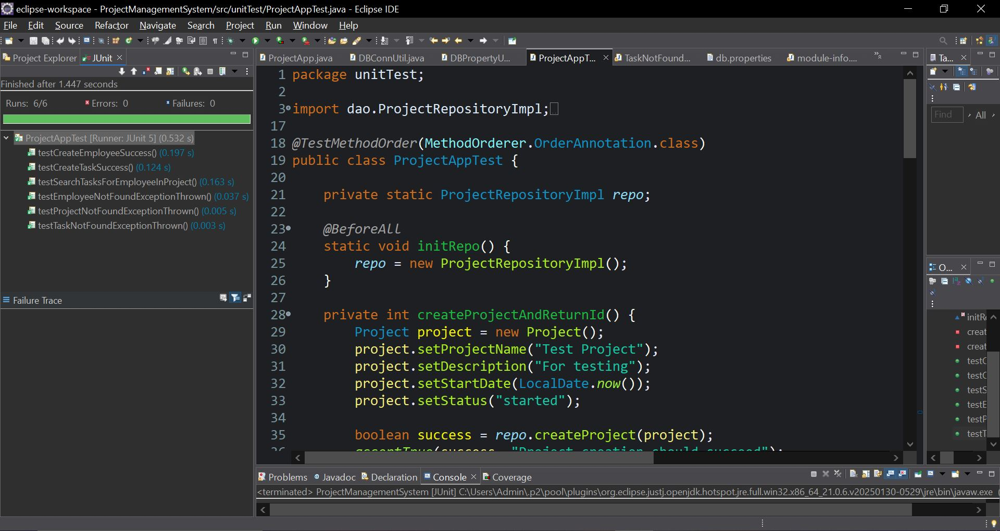 eclipse-workspace - ProjectManagementSystem/src/unitTest/ProjectAppTest.java - Eclipse IDE
File Edit Source Refactor Navigate Search Project Run Window Help
Project Explorer JUnit
Finished after 1.447 seconds
Runs: 6/6 Errors: 0 Failures: 0
ProjectAppTest [Runner: JUnit 5] (0.532 s)
testCreateEmployeeSuccess() (0.197 s)
testCreateTaskSuccess() (0.124 s)
testSearchTasksForEmployeeInProject() (0.163 s)
testEmployeeNotFoundExceptionThrown() (0.037 s)
testProjectNotFoundExceptionThrown() (0.005 s)
testTaskNotFoundExceptionThrown() (0.003 s)
Failure Trace
ProjectApp.java DBConnUtil.java DBPropertyU... ProjectAppT... TaskNotFound... db.properties module-info.... »8
1 package unitTest;
2
3 import dao.ProjectRepositoryImpl;
17
18 @TestMethodOrder(MethodOrderer.OrderAnnotation.class)
19 public class ProjectAppTest {
20
21 private static ProjectRepositoryImpl repo;
22
23 @BeforeAll
24 static void initRepo() {
25 repo = new ProjectRepositoryImpl();
26 }
27
28 private int createProjectAndReturnId() {
29 Project project = new Project();
30 project.setProjectName("Test Project");
31 project.setDescription("For testing");
32 project.setStartDate(LocalDate.now());
33 project.setStatus("started");
34
35 boolean success = repo.createProject(project);
36 assertTrue(success, "Project creation should succeed");
Problems Javadoc Declaration Console Coverage
<terminated> ProjectManagementSystem [JUnit] C:\Users\Admin\.p2\pool\plugins\org.eclipse.justj.openjdk.hotspot.jre.full.win32.x86_64_21.0.6.v20250130-0529\jre\bin\javaw.exe (
Ta...
Find All
O...
initRe
creat
creat
testC
testC
testS
testE
testP
testT